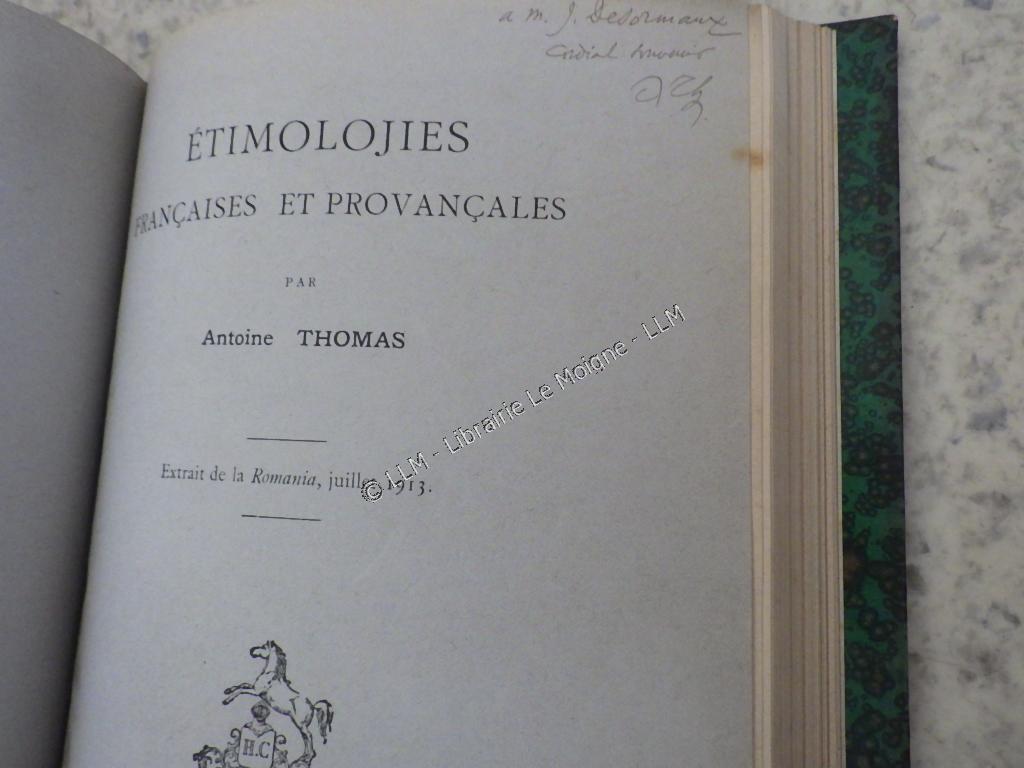 a M. J. Desormaux
cordial souvenir
A Th
ÉTIMOLOJIES
FRANÇAISES ET PROVANÇALES
PAR
Antoine THOMAS
Extrait de la Romania, juillet 1913.
© LLM - Librairie Le Moigne - LLM
H.C